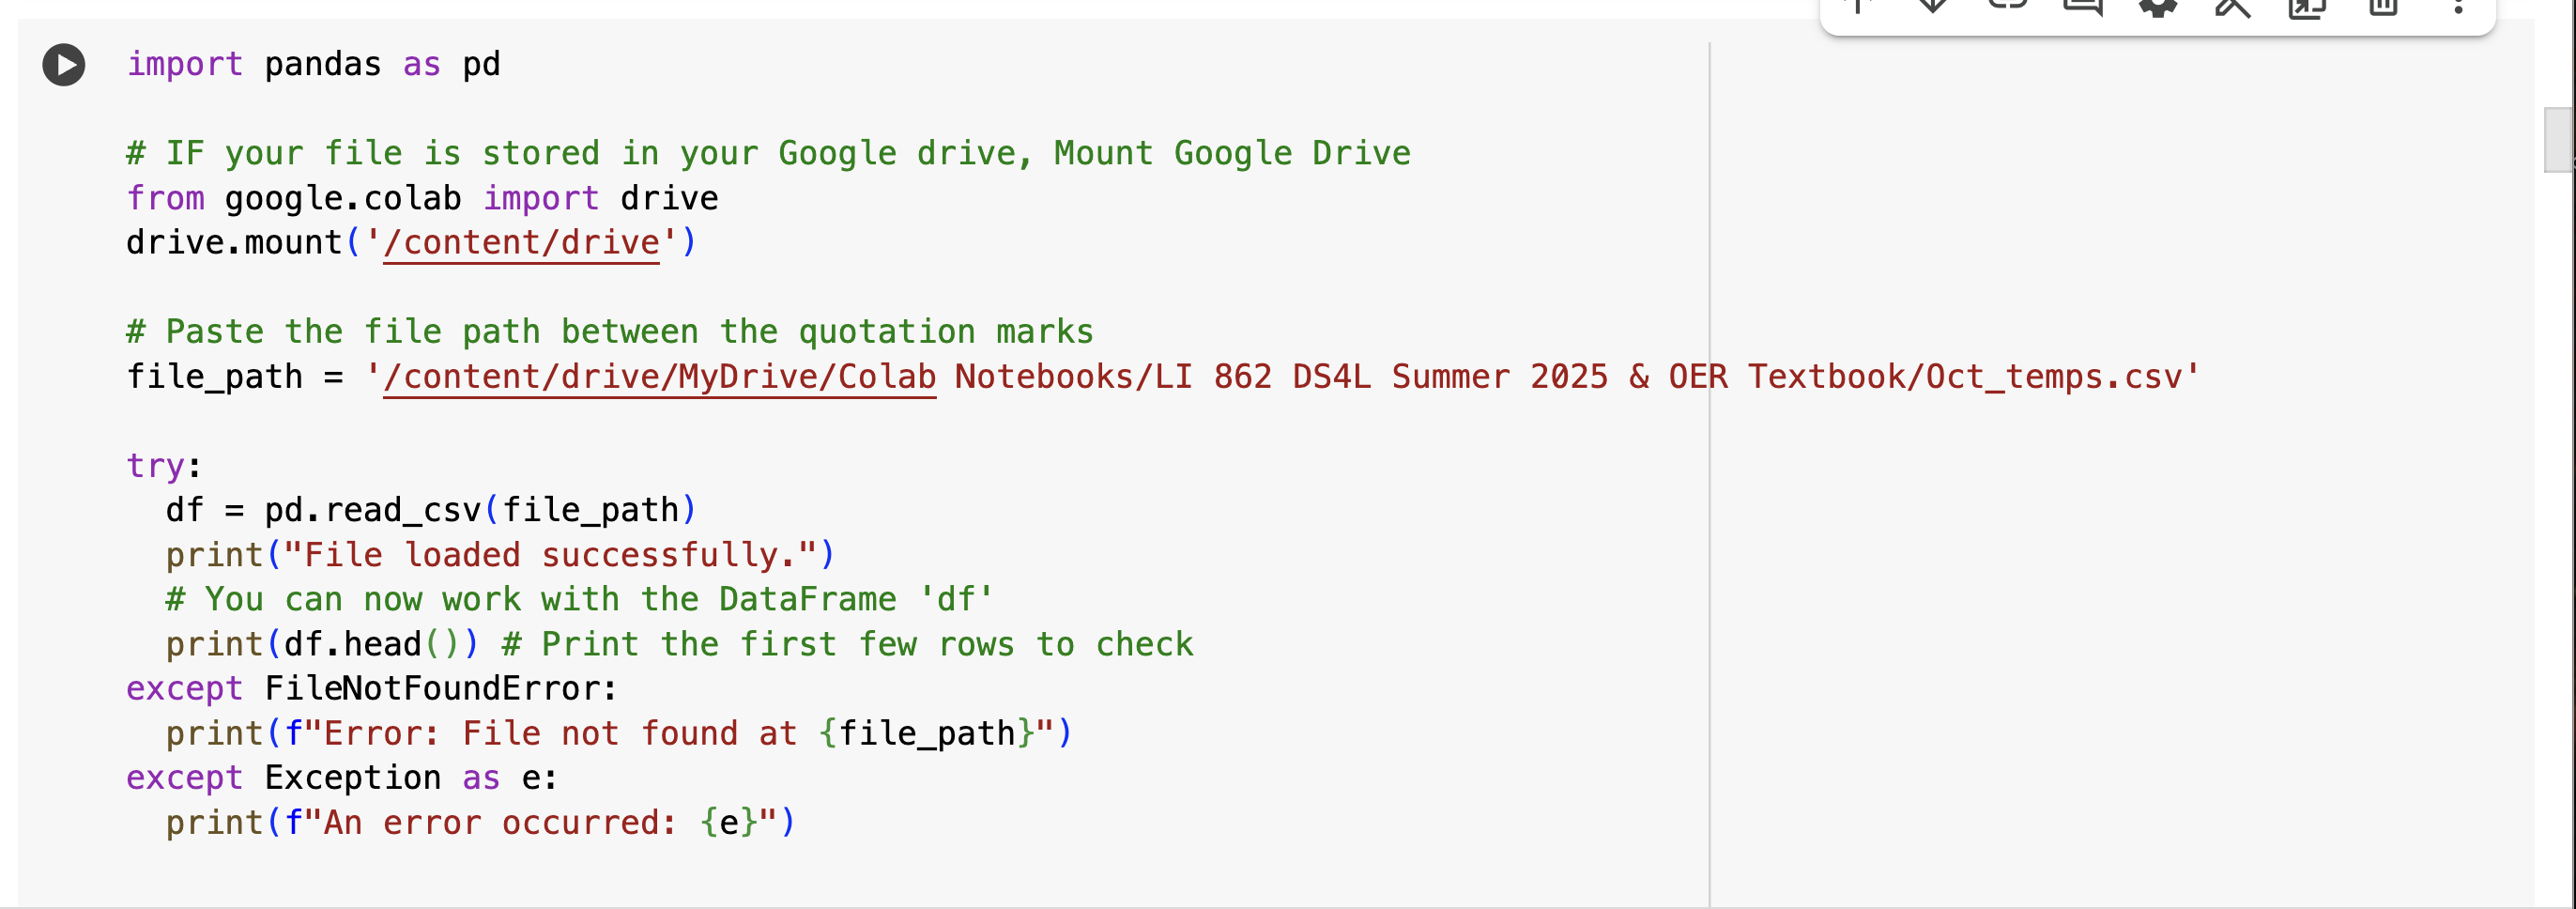 import pandas as pd
# IF your file is stored in your Google drive, Mount Google Drive
from google.colab import drive
drive.mount('/content/drive')
# Paste the file path between the quotation marks
file_path = '/content/drive/MyDrive/Colab Notebooks/LI 862 DS4L Summer 2025 & OER Textbook/Oct_temps.csv'
try:
  df = pd.read_csv(file_path)
  print("File loaded successfully.")
  # You can now work with the DataFrame 'df'
  print(df.head()) # Print the first few rows to check
except FileNotFoundError:
  print(f"Error: File not found at {file_path}")
except Exception as e:
  print(f"An error occurred: {e}")